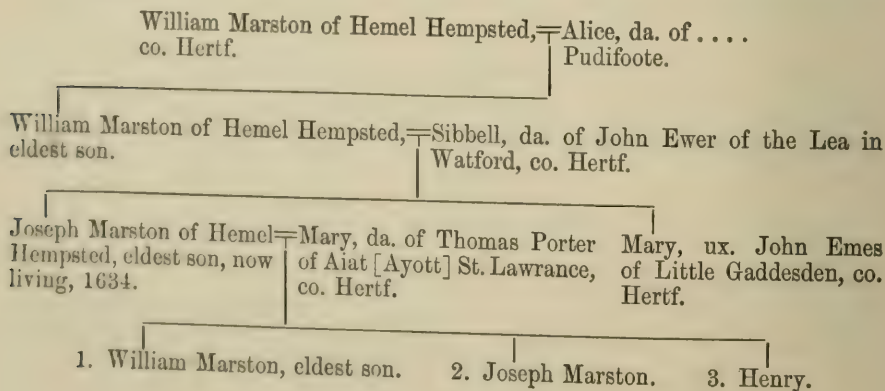 William Marston of Hemel Hempsted,=Alice, da. of . . . .
co. Hertf.
Pudifoote.
William Marston of Hemel Hempsted,=Sibbell, da. of John Ewer of the Lea in
eldest son.
Watford, co. Hertf.
Joseph Marston of Hemel=Mary, da. of Thomas Porter
Hempsted, eldest son, now
living, 1634.
of Aiat [Ayott] St. Lawrance,
co. Hertf.
Mary, ux. John Emes
of Little Gaddesden, co.
Hertf.
1. William Marston, eldest son.
2. Joseph Marston.
3. Henry.